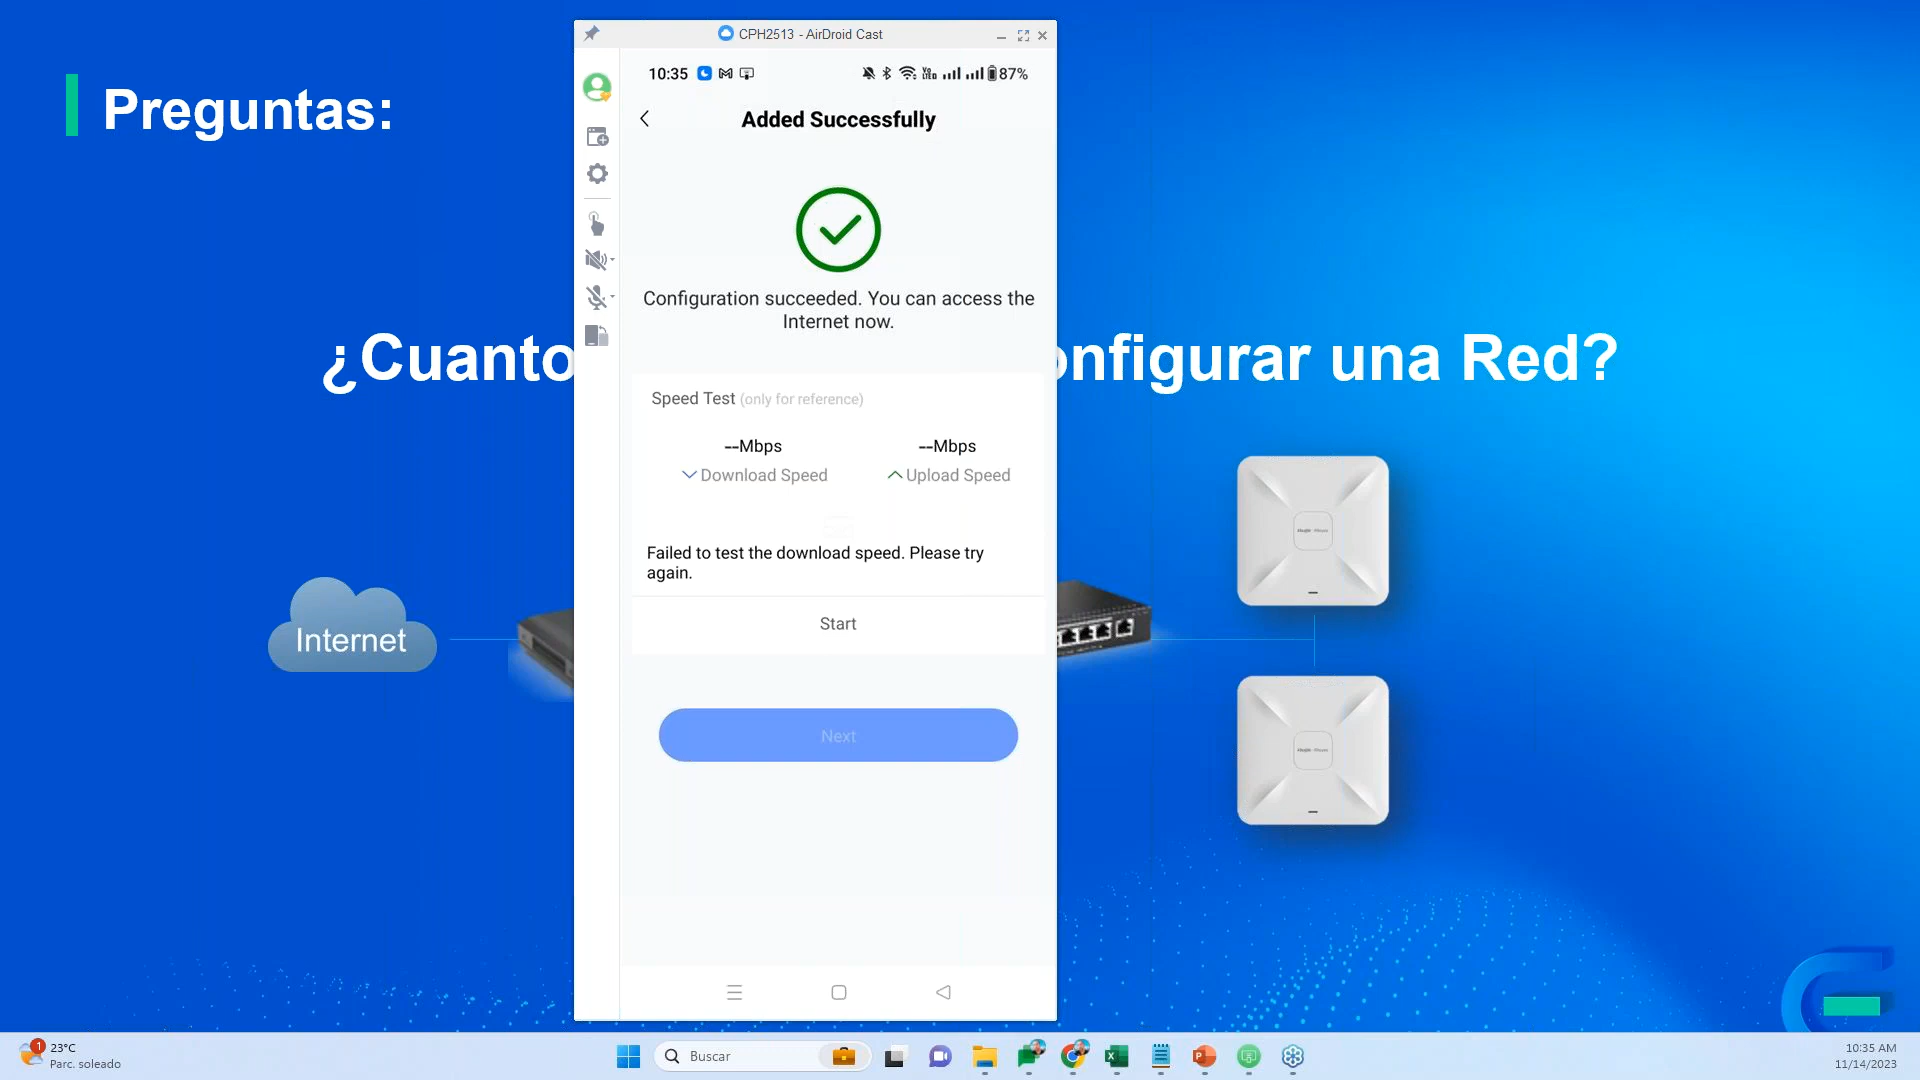 CPH2513 - AirDroid Cast
Preguntas:
10:35
87%
Added Successfully
Configuration succeeded. You can access the
Internet now.
¿Cuanto
onfigurar una Red?
Speed Test (only for reference)
--Mbps
--Mbps
Download Speed
Upload Speed
Failed to test the download speed. Please try
again.
Start
Internet
Next
1
23°C
Parc. soleado
Buscar
10:35 AM
11/14/2023